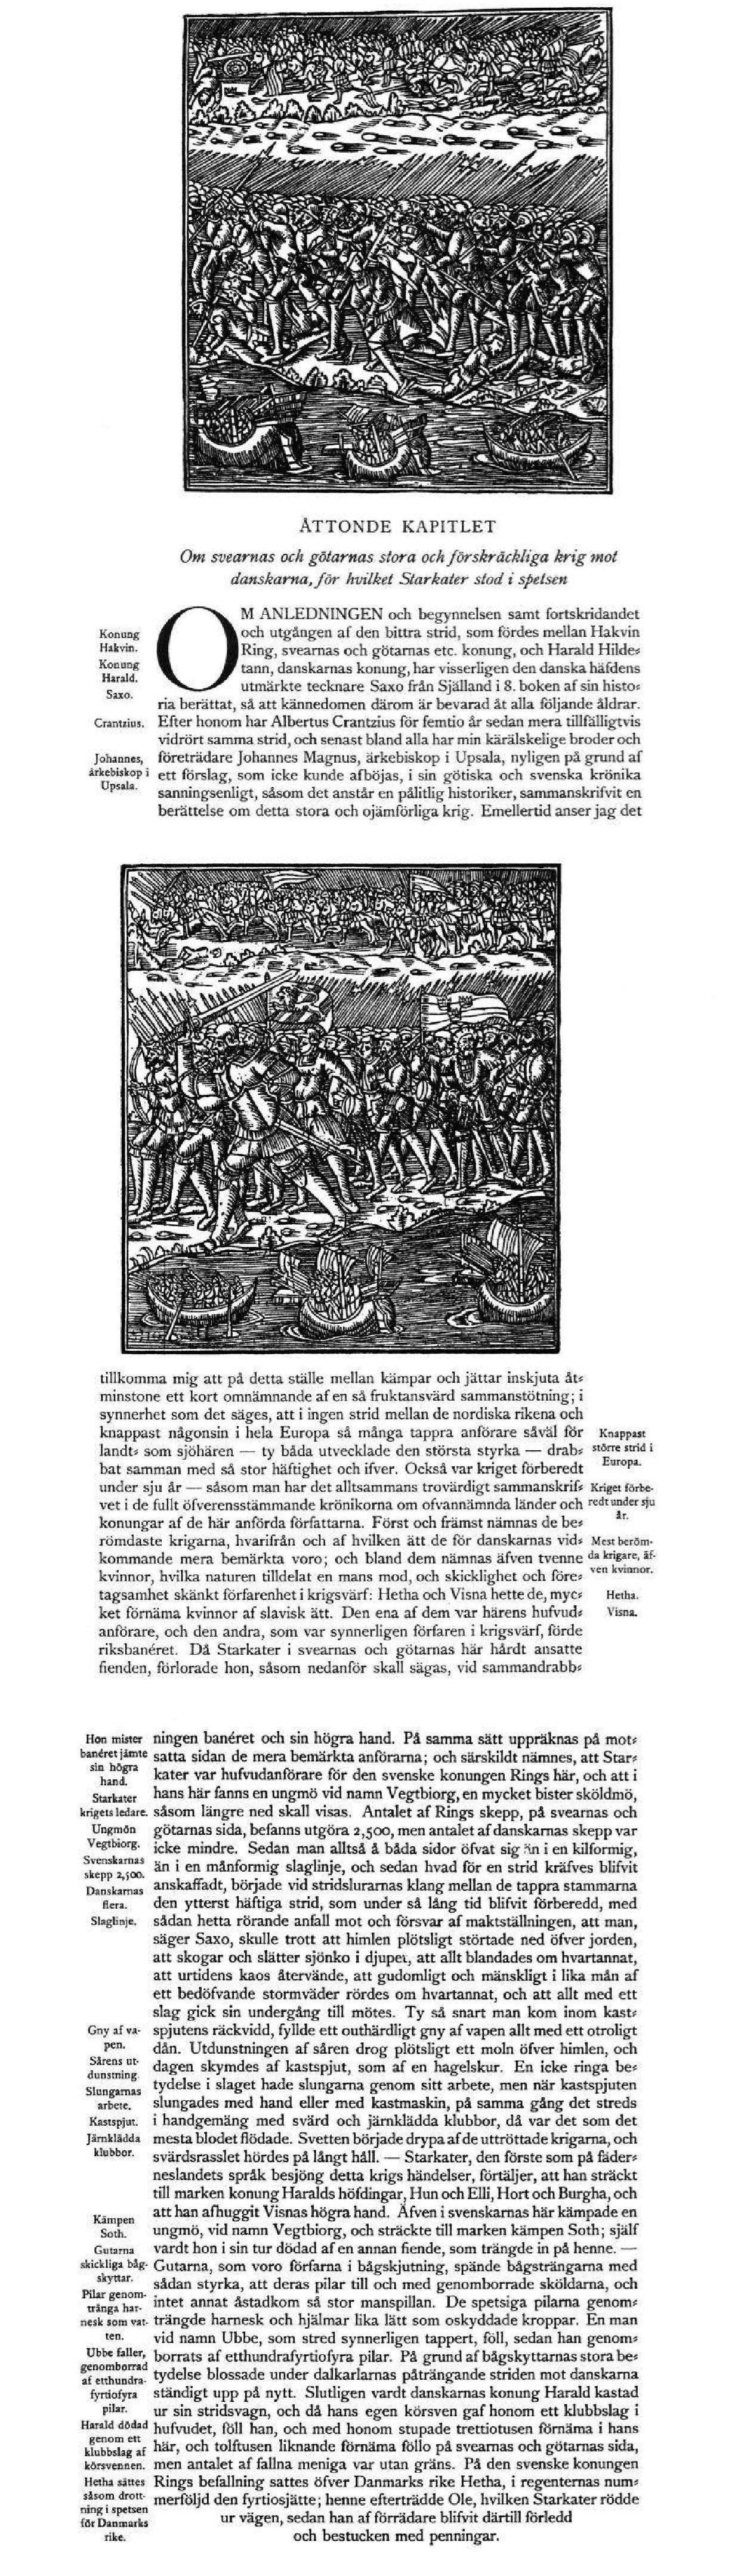 ÅTTONDE KAPITLET
Om svearnas och götarnas stora och förskräckliga krig mot
danskarna, för hvilket Starkater stod i spetsen
Konung
Hakvin.
Konung
Harald.
Saxo.
Crantzius.
Johannes,
ärkebiskop i
Upsala.
OM ANLEDNINGEN och begynnelsen samt fortskridandet
och utgången af den bittra strid, som fördes mellan Hakvin
Ring, svearnas och götarnas etc. konung, och Harald Hilde-
tann, danskarnas konung, har visserligen den danska häfdens
utmärkte tecknare Saxo från Själland i 8. boken af sin histo-
ria berättat, så att kännedomen därom är bevarad åt alla följande åldrar.
Efter honom har Albertus Crantzius för femtio år sedan mera tillfälligtvis
vidrört samma strid, och senast bland alla har min kärälskelige broder och
företrädare Johannes Magnus, ärkebiskop i Upsala, nyligen på grund af
ett förslag, som icke kunde afböjas, i sin götiska och svenska krönika
sanningsenligt, såsom det anstår en pålitlig historiker, sammanskrifvit en
berättelse om detta stora och ojämförliga krig. Emellertid anser jag det
tillkomma mig att på detta ställe mellan kämpar och jättar inskjuta åt-
minstone ett kort omnämnande af en så fruktansvärd sammanstötning; i
synnerhet som det säges, att i ingen strid mellan de nordiska rikena och
knappast någonsin i hela Europa så många tappra anförare såväl för
landt- som sjöhären — ty båda utvecklade den största styrka — drab-
bat samman med så stor häftighet och ifver. Också var kriget förberedt
under sju år — såsom man har det alltsammans trovärdigt sammanskrif-
vet i de fullt öfverensstämmande krönikorna om ofvannämnda länder och
konungar af de här anförda författarna. Först och främst nämnas de be-
römdaste krigarna, hvarifrån och af hvilken ätt de för danskarnas vid-
kommande mera bemärkta voro; och bland dem nämnas äfven tvenne
kvinnor, hvilka naturen tilldelat en mans mod, och skicklighet och före-
tagsamhet skänkt förfarenhet i krigsvärf: Hetha och Visna hette de, myc-
ket förnäma kvinnor af slavisk ätt. Den ena af dem var härens hufvud-
anförare, och den andra, som var synnerligen förfaren i krigsvärf, förde
riksbanéret. Då Starkater i svearnas och götarnas här hårdt ansatte
fienden, förlorade hon, såsom nedanför skall sägas, vid sammandrabb-
Knappast
större strid i
Europa.
Kriget förbe-
redt under sju
år.
Mest beröm-
da krigare, äf-
ven kvinnor.
Hetha.
Visna.
Hon mister
banéret jämte
sin högra
hand.
Starkater
krigets ledare.
Ungmön
Vegtbiorg.
Svenskarnas
skepp 2,500.
Danskarnas
flera.
Slaglinje.
Gny af va-
pen.
Sårens ut-
dunstning.
Slungarnas
arbete.
Kastspjut.
Järnklädda
klubbor.
Kämpen
Soth.
Gutarna
skickliga båg-
skyttar.
Pilar genom-
tränga har-
nesk som vat-
ten.
Ubbe faller,
genomborrad
af etthundra-
fyrtiofyra
pilar.
Harald dödad
genom ett
klubbslag af
körsvennen.
Hetha sättes
såsom drott-
ning i spetsen
för Danmarks
rike.
ningen banéret och sin högra hand. På samma sätt uppräknas på mot-
satta sidan de mera bemärkta anförarna; och särskildt nämnes, att Star-
kater var hufvudanförare för den svenske konungen Rings här, och att i
hans här fanns en ungmö vid namn Vegtbiorg, en mycket bister sköldmö,
såsom längre ned skall visas. Antalet af Rings skepp, på svearnas och
götarnas sida, befanns utgöra 2,500, men antalet af danskarnas skepp var
icke mindre. Sedan man alltså å båda sidor öfvat sig än i en kilformig,
än i en månformig slaglinje, och sedan hvad för en strid kräfves blifvit
anskaffadt, började vid stridslurarnas klang mellan de tappra stammarna
den ytterst häftiga strid, som under så lång tid blifvit förberedd, med
sådan hetta rörande anfall mot och försvar af maktställningen, att man,
säger Saxo, skulle trott att himlen plötsligt störtade ned öfver jorden,
att skogar och slätter sjönko i djupet, att allt blandades om hvartannat,
att urtidens kaos återvände, att gudomligt och mänskligt i lika mån af
ett bedöfvande stormväder rördes om hvartannat, och att allt med ett
slag gick sin undergång till mötes. Ty så snart man kom inom kast-
spjutens räckvidd, fyllde ett outhärdligt gny af vapen allt med ett otroligt
dån. Utdunstningen af såren drog plötsligt ett moln öfver himlen, och
dagen skymdes af kastspjut, som af en hagelskur. En icke ringa be-
tydelse i slaget hade slungarna genom sitt arbete, men när kastspjuten
slungades med hand eller med kastmaskin, på samma gång det streds
i handgemäng med svärd och järnklädda klubbor, då var det som det
mesta blodet flödade. Svetten började drypa af de uttröttade krigarna, och
svärdsrasslet hördes på långt håll. — Starkater, den förste som på fäder-
neslandets språk besjöng detta krigs händelser, förtäljer, att han sträckt
till marken konung Haralds höfdingar, Hun och Elli, Hort och Burgha, och
att han afhuggit Visnas högra hand. Äfven i svenskarnas här kämpade en
ungmö, vid namn Vegtbiorg, och sträckte till marken kämpen Soth; själf
vardt hon i sin tur dödad af en annan fiende, som trängde in på henne. —
Gutarna, som voro förfarna i bågskjutning, spände bågsträngarna med
sådan styrka, att deras pilar till och med genomborrade sköldarna, och
intet annat åstadkom så stor manspillan. De spetsiga pilarna genom-
trängde harnesk och hjälmar lika lätt som oskyddade kroppar. En man
vid namn Ubbe, som stred synnerligen tappert, föll, sedan han genom-
borrats af etthundrafyrtiofyra pilar. På grund af bågskyttarnas stora be-
tydelse blossade under dalkarlarnas påträngande striden mot danskarna
ständigt upp på nytt. Slutligen vardt danskarnas konung Harald kastad
ur sin stridsvagn, och då hans egen körsven gaf honom ett klubbslag i
hufvudet, föll han, och med honom stupade trettiotusen förnäma i hans
här, och tolftusen liknande förnäma föllo på svearnas och götarnas sida,
men antalet af fallna meniga var utan gräns. På den svenske konungen
Rings befallning sattes öfver Danmarks rike Hetha, i regenternas num-
merföljd den fyrtiosjätte; henne efterträdde Ole, hvilken Starkater rödde
ur vägen, sedan han af förrädare blifvit därtill förledd
och bestucken med penningar.